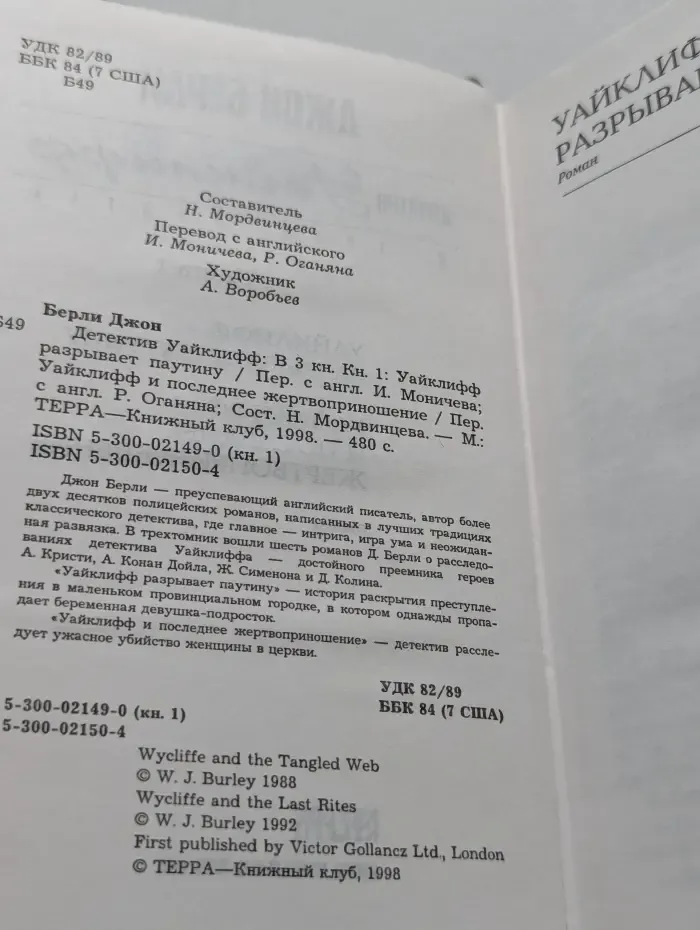 УДК 82/89
ББК 84 (7 США)
Б49
Составитель
Н. Мордвинцева
Перевод с английского
И. Моничева, Р. Оганяна
Художник
А. Воробьев
Берли Джон
Б49 Детектив Уайклифф: В 3 кн. Кн. 1: Уайклифф
разрывает паутину / Пер. с англ. И. Моничева;
Уайклифф и последнее жертвоприношение / Пер.
с англ. Р. Оганяна; Сост. Н. Мордвинцева. — М.:
ТЕРРА—Книжный клуб, 1998. — 480 с.
ISBN 5-300-02149-0 (кн. 1)
ISBN 5-300-02150-4
Джон Берли — преуспевающий английский писатель, автор более
двух десятков полицейских романов, написанных в лучших традициях
классического детектива, где главное — интрига, игра ума и неожидан-
ная развязка. В трехтомник вошли шесть романов Д. Берли о расследо-
ваниях детектива Уайклиффа — достойного преемника героев
А. Кристи, А. Конан Дойла, Ж. Сименона и Д. Колина.
«Уайклифф разрывает паутину» — история раскрытия преступле-
ния в маленьком провинциальном городке, в котором однажды пропа-
дает беременная девушка-подросток.
«Уайклифф и последнее жертвоприношение» — детектив рассле-
дует ужасное убийство женщины в церкви.
УДК 82/89
ББК 84 (7 США)
5-300-02149-0 (кн. 1)
5-300-02150-4
Wycliffe and the Tangled Web
© W. J. Burley 1988
Wycliffe and the Last Rites
© W. J. Burley 1992
First published by Victor Gollancz Ltd., London
© ТЕРРА—Книжный клуб, 1998
УАЙКЛИФ
РАЗРЫВА
Роман